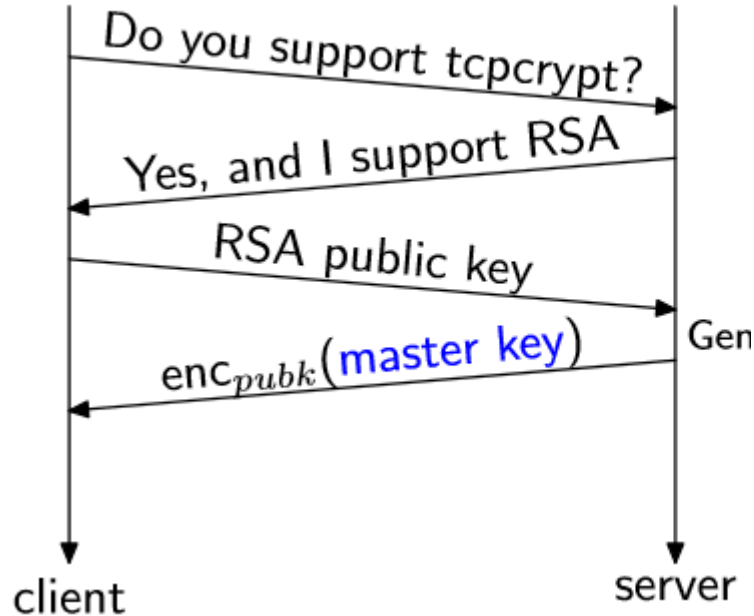 Do you support tcpcrypt?
Yes, and I support RSA
RSA public key
Gen
enc_pubk(master key)
client
server